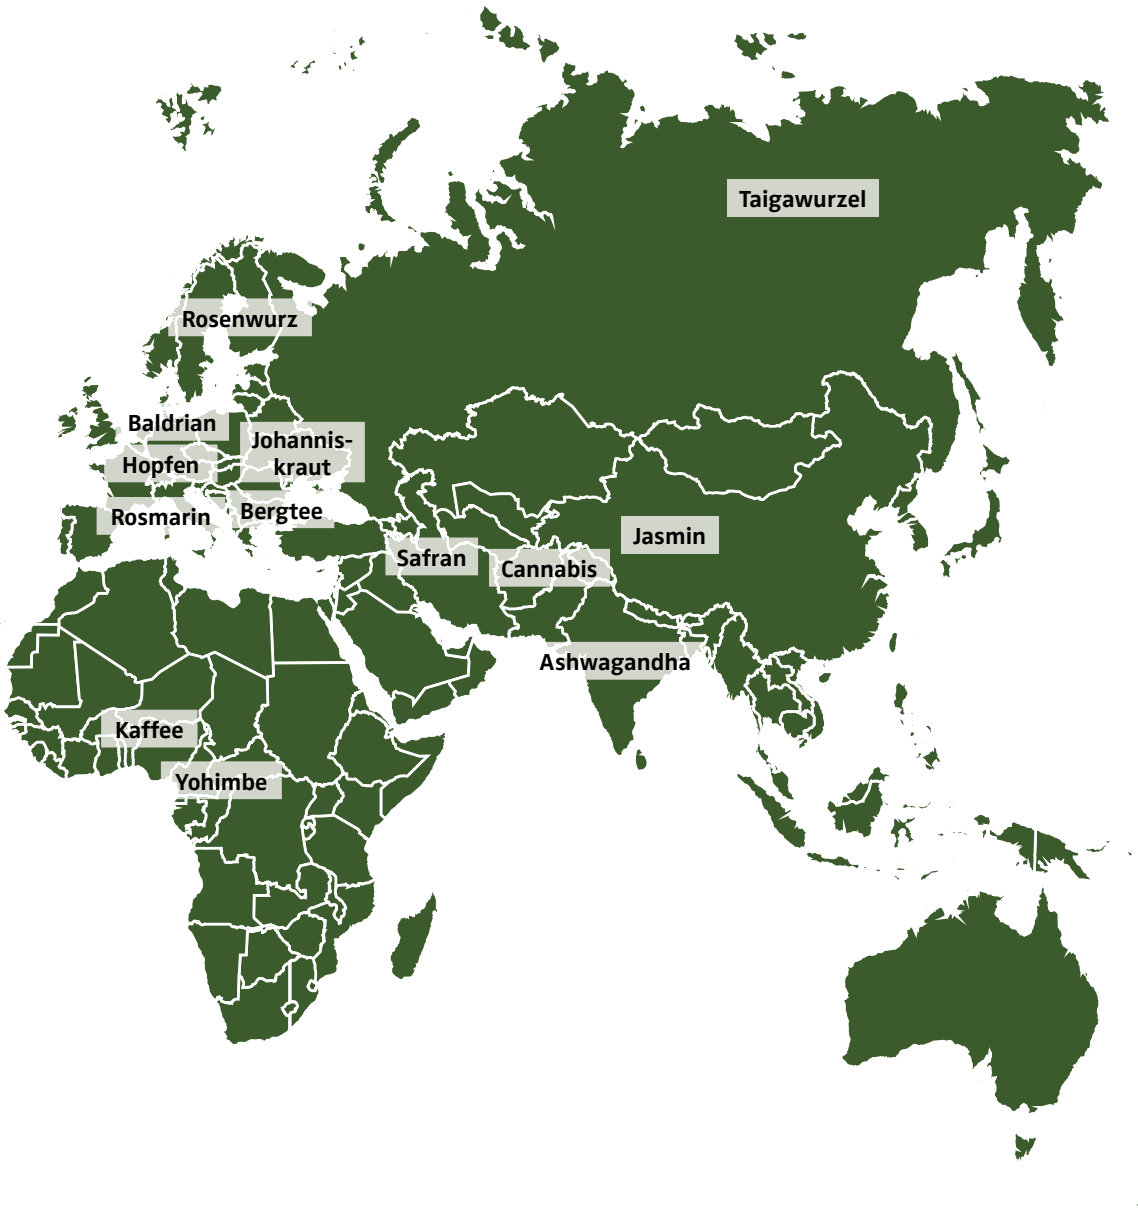 Taigawurzel
Rosenwurz
Baldrian
Johannis-
kraut
Hopfen
Rosmarin
Bergtee
Jasmin
Safran
Cannabis
Ashwagandha
Kaffee
Yohimbe